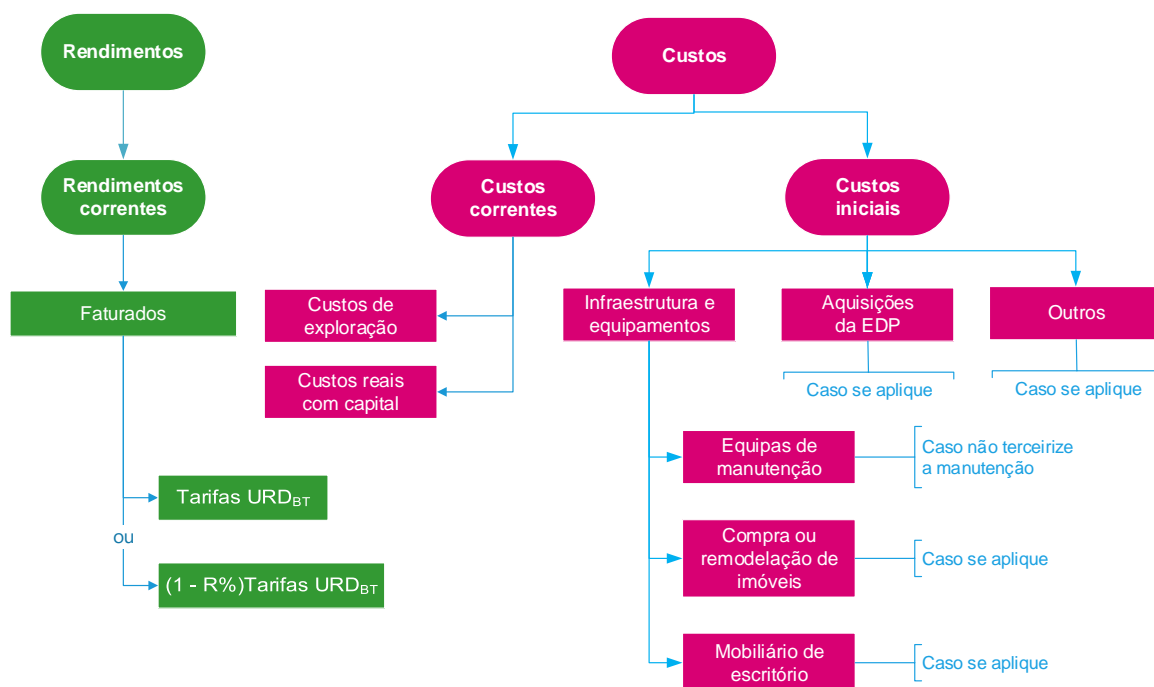 Rendimentos
Custos
Rendimentos
correntes
Custos
correntes
Custos
iniciais
Faturados
Custos de
exploração
Infraestrutura e
equipamentos
Aquisições
da EDP
Outros
Custos reais
com capital
Caso se aplique
Caso se aplique
Equipas de
manutenção
Caso não terceirize
a manutenção
Tarifas URD_BT
ou
Compra ou
remodelação de
imóveis
Caso se aplique
(1 - R%)Tarifas URD_BT
Mobiliário de
escritório
Caso se aplique